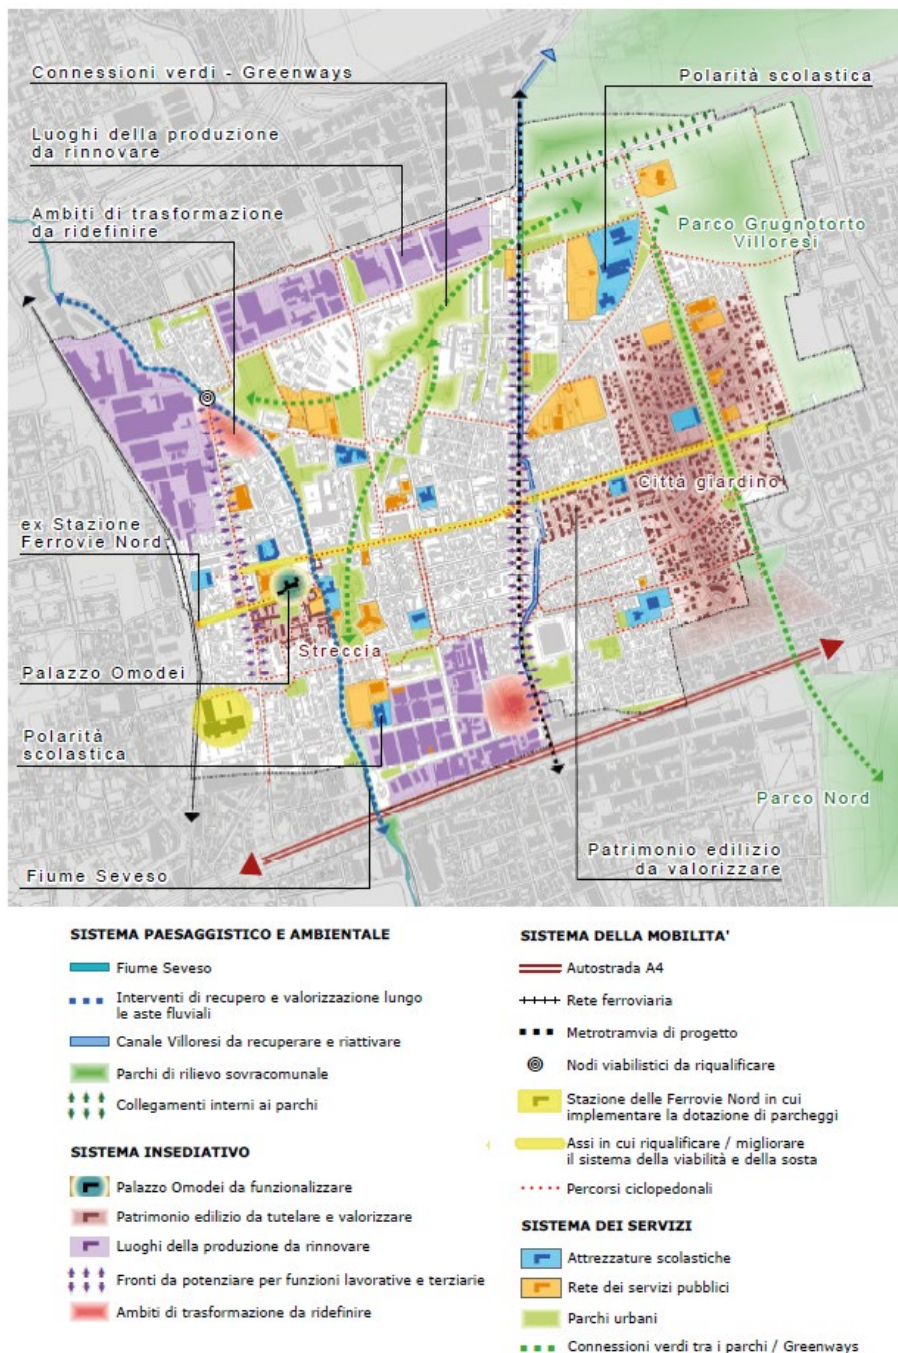 Connessioni verdi - Greenways
Polarità scolastica
Luoghi della produzione
da rinnovare
Ambiti di trasformazione
da ridefinire
Parco Grugnotorto
Villoresi
Città giardino
ex Stazione
Ferrovie Nord
Streccia
Palazzo Omodei
Polarità
scolastica
Parco Nord
Patrimonio edilizio
da valorizzare
Fiume Seveso
SISTEMA PAESAGGISTICO E AMBIENTALE
Fiume Seveso
Interventi di recupero e valorizzazione lungo
le aste fluviali
Canale Villoresi da recuperare e riattivare
Parchi di rilievo sovracomunale
Collegamenti interni ai parchi
SISTEMA INSEDIATIVO
Palazzo Omodei da funzionalizzare
Patrimonio edilizio da tutelare e valorizzare
Luoghi della produzione da rinnovare
Fronti da potenziare per funzioni lavorative e terziarie
Ambiti di trasformazione da ridefinire
SISTEMA DELLA MOBILITA'
Autostrada A4
Rete ferroviaria
Metrotramvia di progetto
Nodi viabilistici da riqualificare
Stazione delle Ferrovie Nord in cui
implementare la dotazione di parcheggi
Assi in cui riqualificare / migliorare
il sistema della viabilità e della sosta
Percorsi ciclopedonali
SISTEMA DEI SERVIZI
Attrezzature scolastiche
Rete dei servizi pubblici
Parchi urbani
Connessioni verdi tra i parchi / Greenways